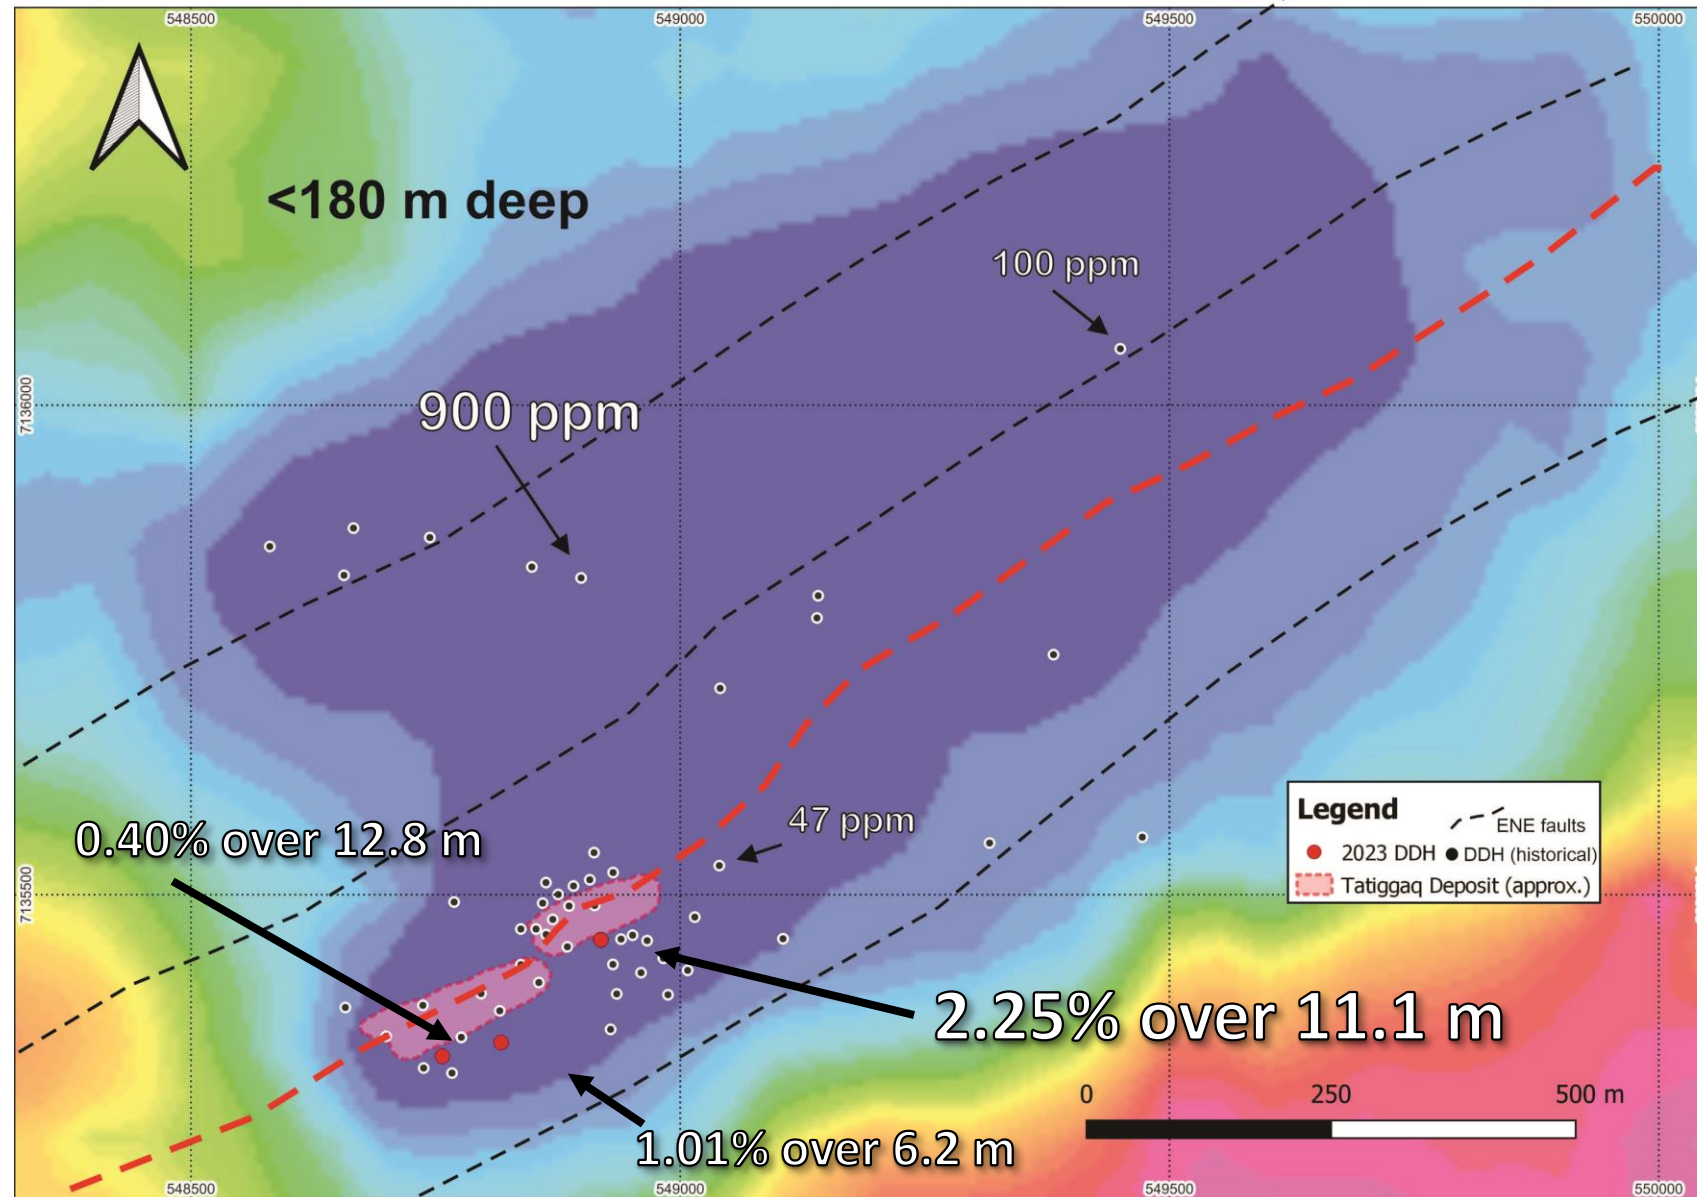 548500
549000
549500
550000
<180 m deep
100 ppm
7136000
900 ppm
47 ppm
0.40% over 12.8 m
Legend
ENE faults
2023 DDH
DDH (historical)
Tatiggaq Deposit (approx.)
7135500
2.25% over 11.1 m
0
250
500 m
1.01% over 6.2 m
548500
549000
549500
550000